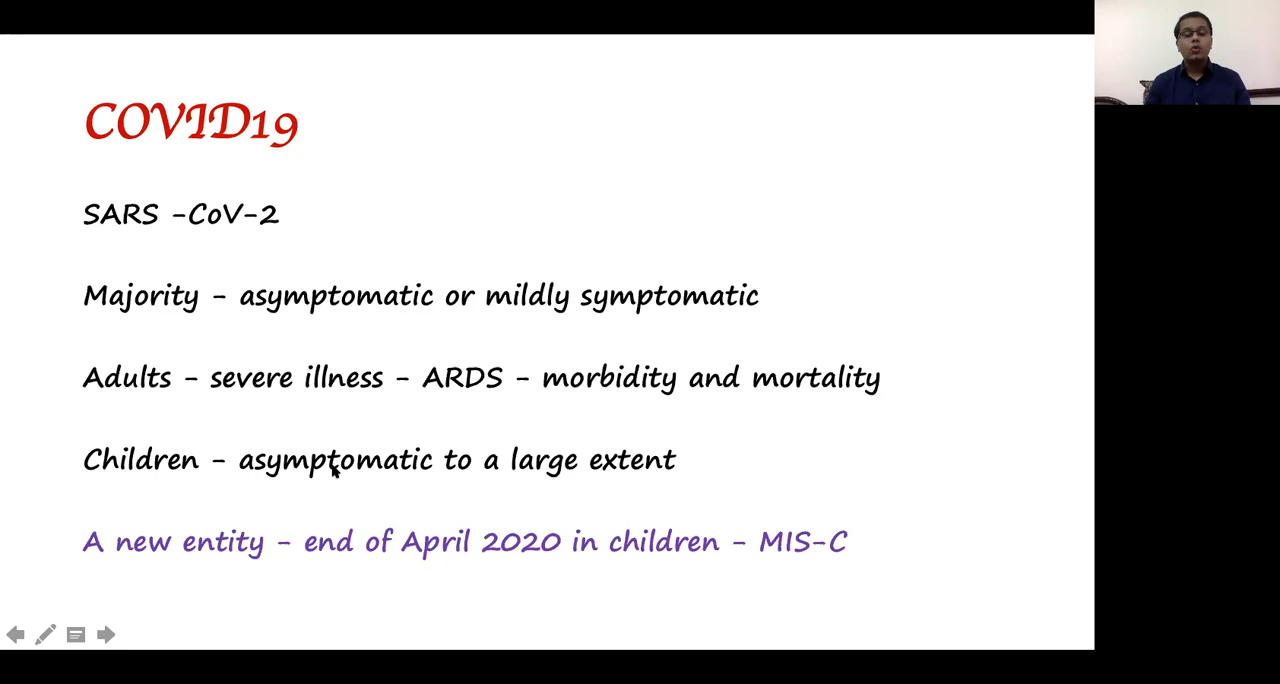 COVID19
SARS -CoV-2
Majority - asymptomatic or mildly symptomatic
Adults - severe illness - ARDS - morbidity and mortality
Children - asymptomatic to a large extent
A new entity - end of April 2020 in children - MIS-C